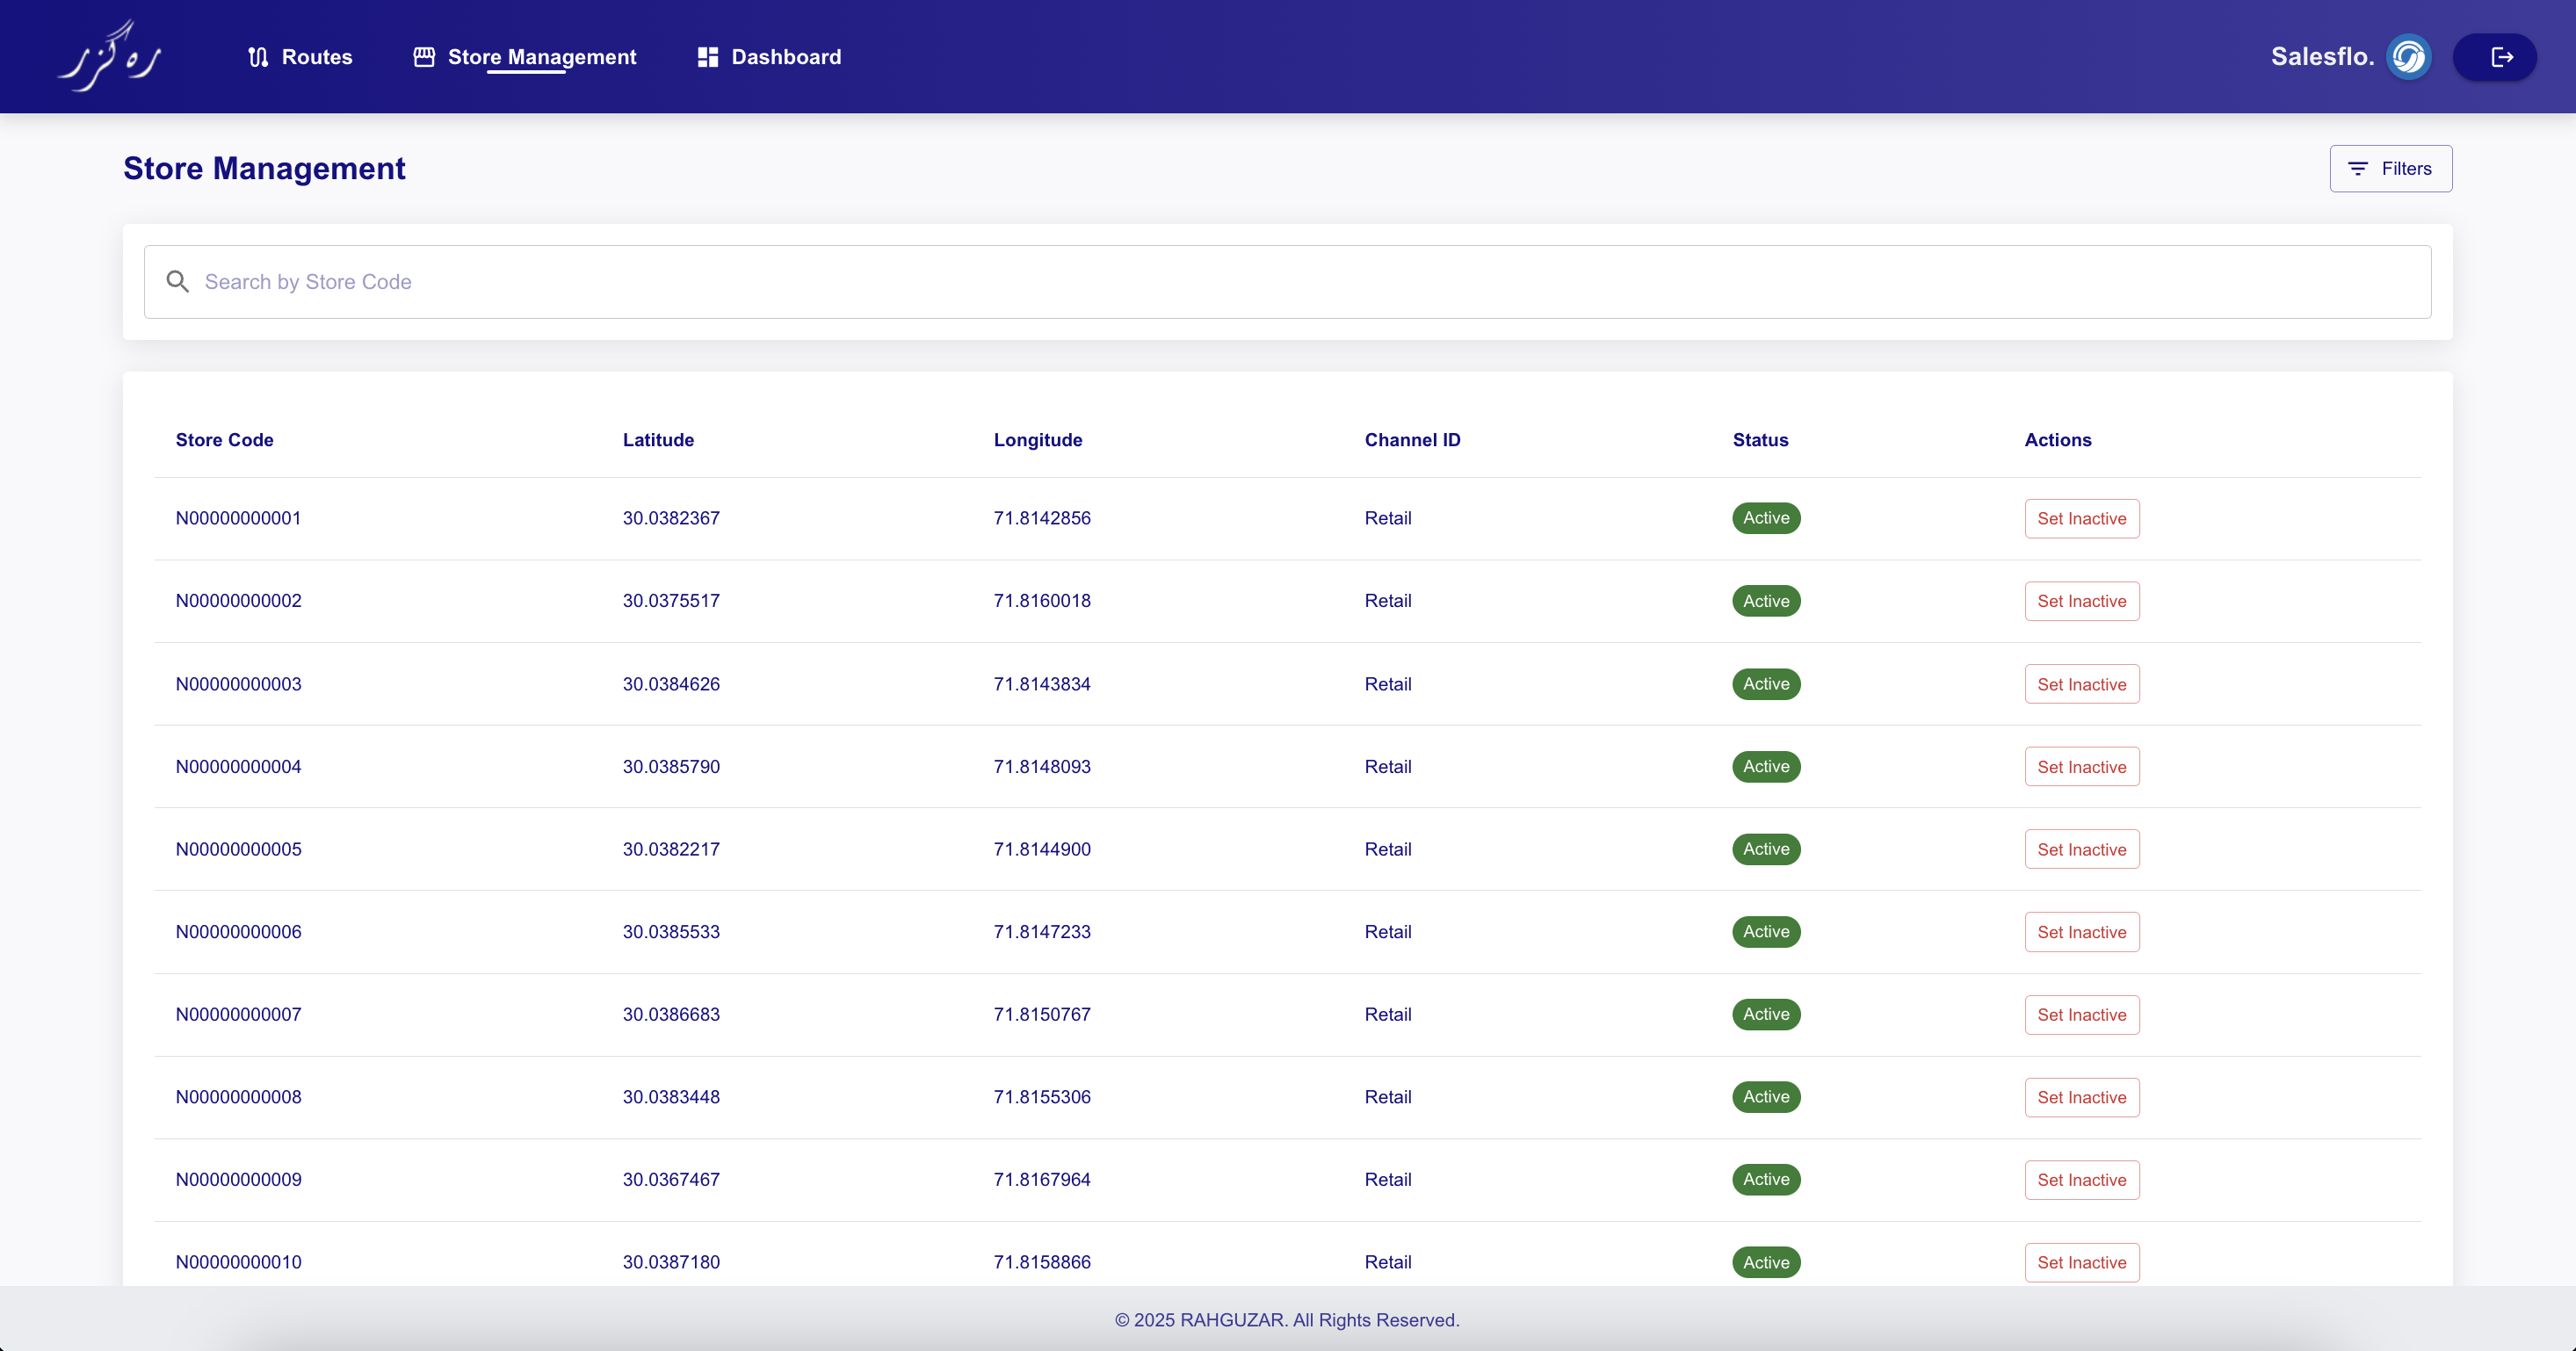 رہ گزر
Routes Store Management Dashboard Salesflo.
Store Management Filters
Search by Store Code
Store Code Latitude Longitude Channel ID Status Actions
N00000000001 30.0382367 71.8142856 Retail Active Set Inactive
N00000000002 30.0375517 71.8160018 Retail Active Set Inactive
N00000000003 30.0384626 71.8143834 Retail Active Set Inactive
N00000000004 30.0385790 71.8148093 Retail Active Set Inactive
N00000000005 30.0382217 71.8144900 Retail Active Set Inactive
N00000000006 30.0385533 71.8147233 Retail Active Set Inactive
N00000000007 30.0386683 71.8150767 Retail Active Set Inactive
N00000000008 30.0383448 71.8155306 Retail Active Set Inactive
N00000000009 30.0367467 71.8167964 Retail Active Set Inactive
N00000000010 30.0387180 71.8158866 Retail Active Set Inactive
© 2025 RAHGUZAR. All Rights Reserved.